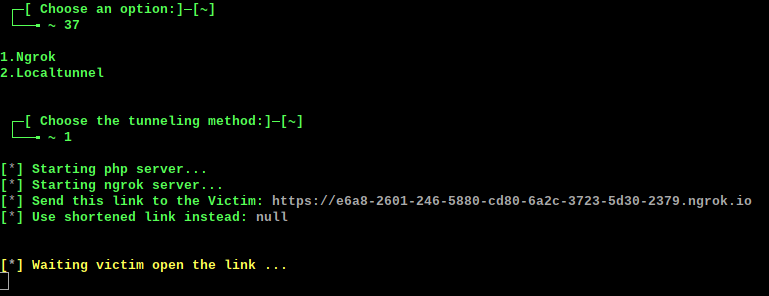 [ Choose an option:]─[~]
~ 37
1.Ngrok
2.Localtunnel
[ Choose the tunneling method:]─[~]
~ 1
[*] Starting php server...
[*] Starting ngrok server...
[*] Send this link to the Victim: https://e6a8-2601-246-5880-cd80-6a2c-3723-5d30-2379.ngrok.io
[*] Use shortened link instead: null
[*] Waiting victim open the link ...